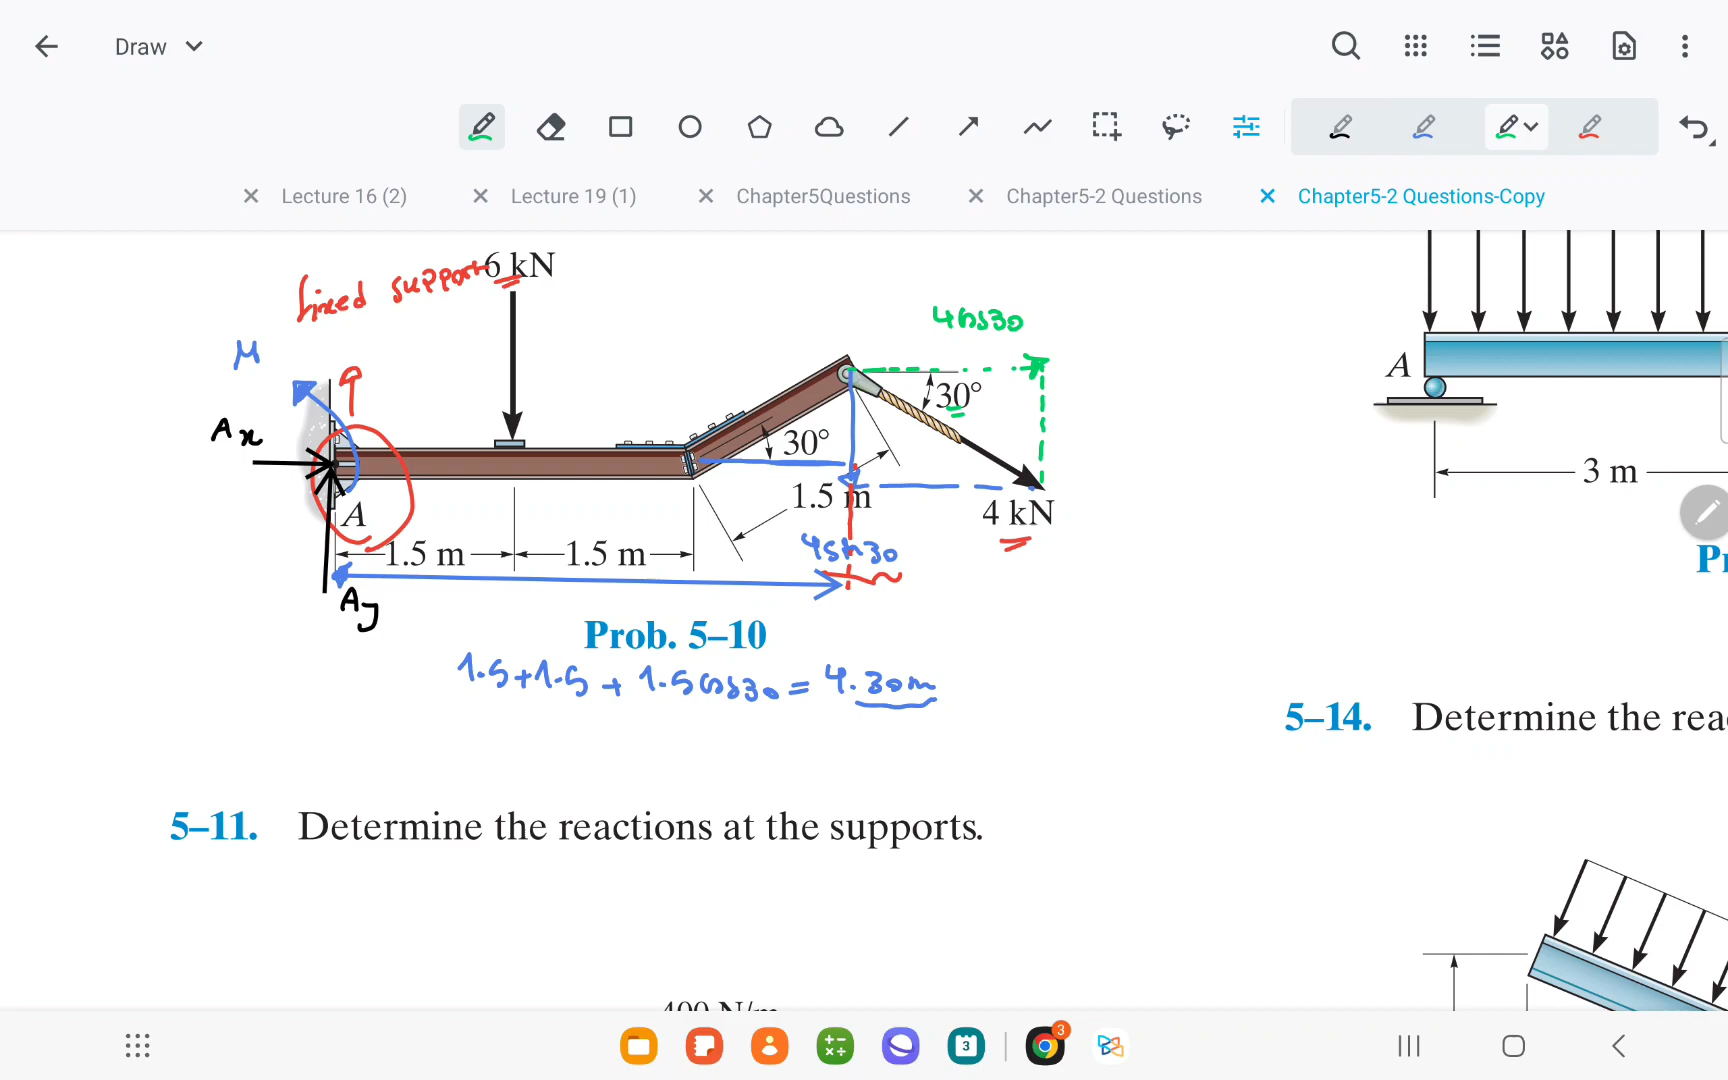 Draw
Lecture 16 (2)
Lecture 19 (1)
Chapter5Questions
Chapter5-2 Questions
Chapter5-2 Questions-Copy
fixed support
6 kN
4cos30
M
30°
A
3 m
Ax
30°
1.5 m
4 kN
A
1.5 m
1.5 m
4sin30
Ay
Prob. 5–10
1.5+1.5 + 1.5cos30 = 4.30m
5–14. Determine the rea
5–11. Determine the reactions at the supports.
3
3